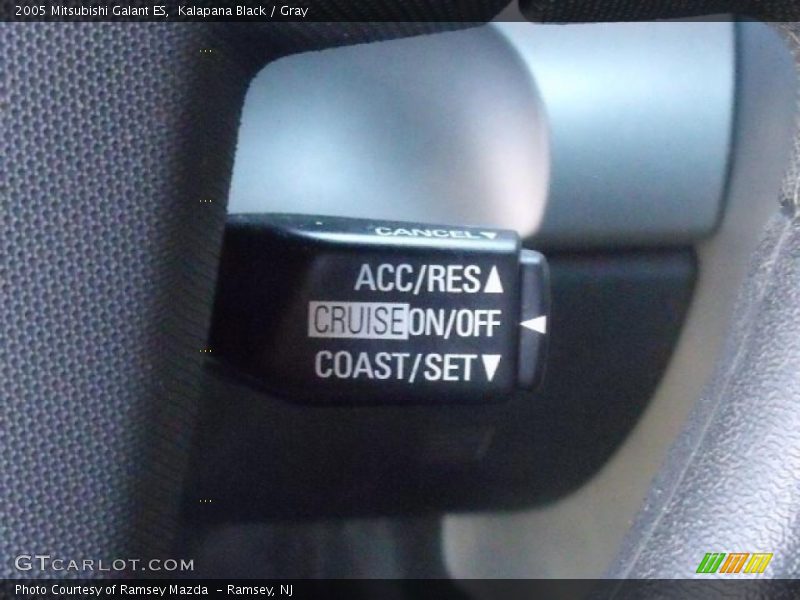 2005 Mitsubishi Galant ES, Kalapana Black / Gray
CANCEL▼
ACC/RES▲
CRUISE ON/OFF ◀
COAST/SET▼
GTCARLOT.COM
Photo Courtesy of Ramsey Mazda - Ramsey, NJ